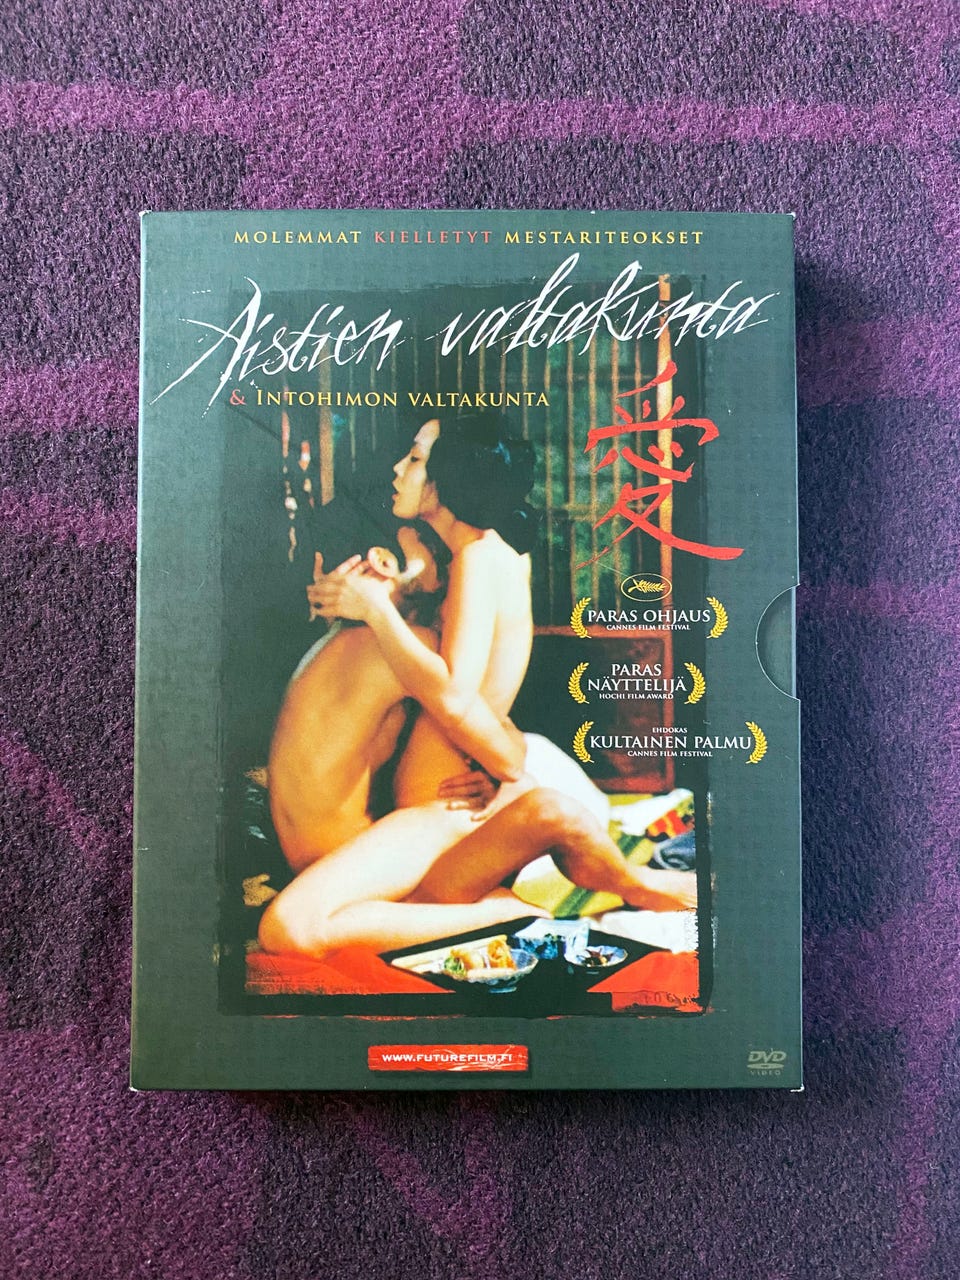 MOLEMMAT KIELLETYT MESTARITEOKSET
Aistien valtakunta
& INTOHIMON VALTAKUNTA
愛
PARAS OHJAUS
CANNES FILM FESTIVAL
PARAS
NÄYTTELIJÄ
HOCHI FILM AWARD
EHDOKAS
KULTAINEN PALMU
CANNES FILM FESTIVAL
WWW.FUTUREFILM.FI
DVD
VIDEO